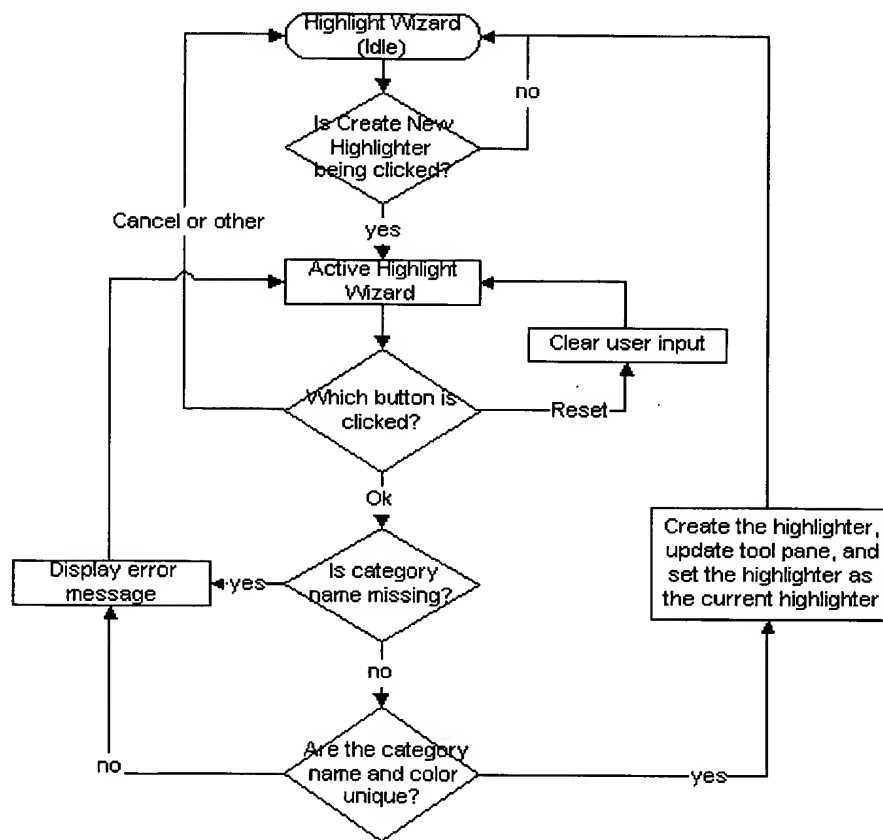 Highlight Wizard
(Idle)
no
Is Create New
Highlighter
being clicked?
Cancel or other
yes
Active Highlight
Wizard
Clear user input
Which button is
clicked?
Reset
Ok
Create the highlighter,
update tool pane, and
set the highlighter as
the current highlighter
Display error
message
yes
Is category
name missing?
no
Are the category
name and color
unique?
no
yes